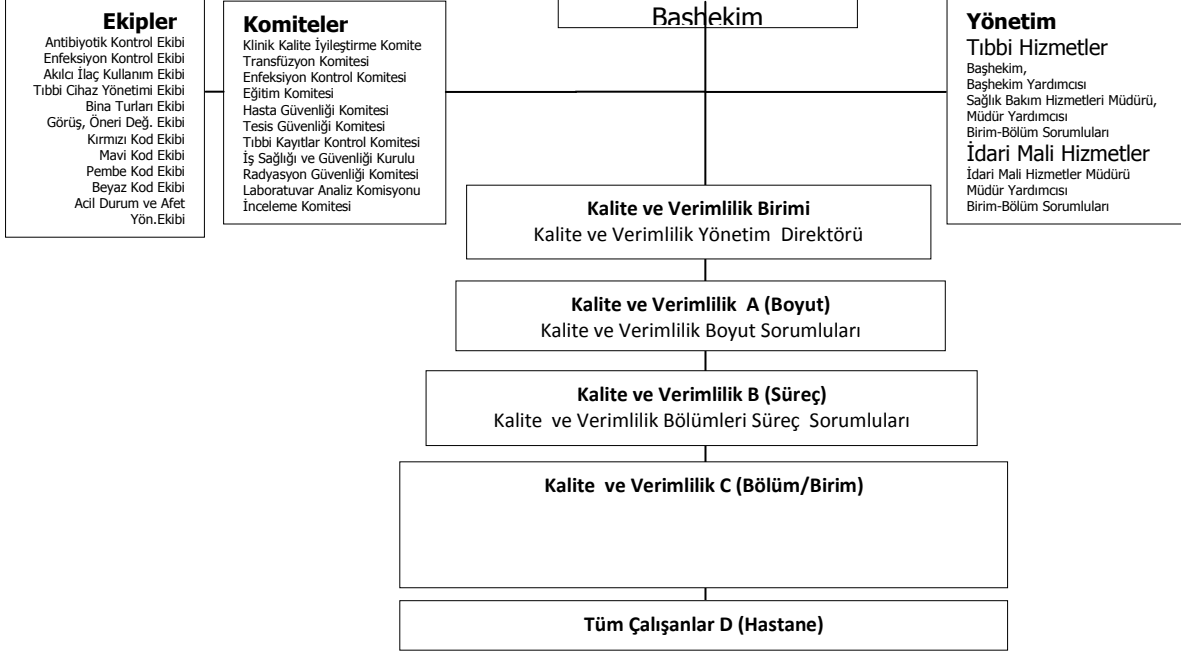 Ekipler
Antibiyotik Kontrol Ekibi
Enfeksiyon Kontrol Ekibi
Akılcı İlaç Kullanım Ekibi
Tıbbi Cihaz Yönetimi Ekibi
Bina Turları Ekibi
Görüş, Öneri Değ. Ekibi
Kırmızı Kod Ekibi
Mavi Kod Ekibi
Pembe Kod Ekibi
Beyaz Kod Ekibi
Acil Durum ve Afet
Yön.Ekibi
Komiteler
Klinik Kalite İyileştirme Komite
Transfüzyon Komitesi
Enfeksiyon Kontrol Komitesi
Eğitim Komitesi
Hasta Güvenliği Komitesi
Tesis Güvenliği Komitesi
Tıbbi Kayıtlar Kontrol Komitesi
İş Sağlığı ve Güvenliği Kurulu
Radyasyon Güvenliği Komitesi
Laboratuvar Analiz Komisyonu
İnceleme Komitesi
Başhekim
Yönetim
Tıbbi Hizmetler
Başhekim,
Başhekim Yardımcısı
Sağlık Bakım Hizmetleri Müdürü,
Müdür Yardımcısı
Birim-Bölüm Sorumluları
İdari Mali Hizmetler
İdari Mali Hizmetler Müdürü
Müdür Yardımcısı
Birim-Bölüm Sorumluları
Kalite ve Verimlilik Birimi
Kalite ve Verimlilik Yönetim Direktörü
Kalite ve Verimlilik A (Boyut)
Kalite ve Verimlilik Boyut Sorumluları
Kalite ve Verimlilik B (Süreç)
Kalite ve Verimlilik Bölümleri Süreç Sorumluları
Kalite ve Verimlilik C (Bölüm/Birim)
Tüm Çalışanlar D (Hastane)